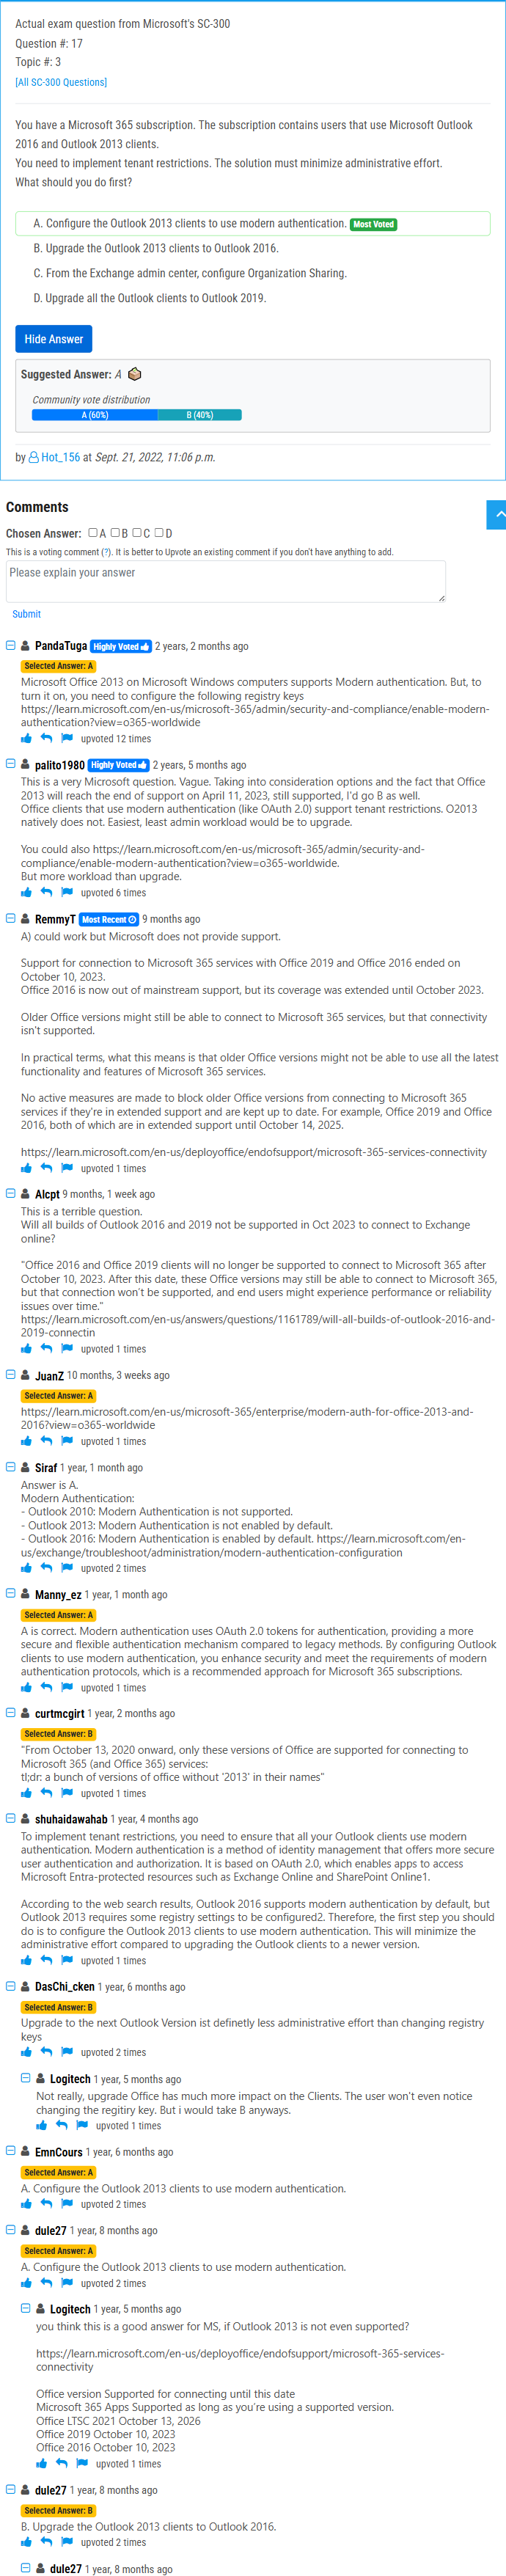 Actual exam question from Microsoft's SC-300
Question #: 17
Topic #: 3
[All SC-300 Questions]
You have a Microsoft 365 subscription. The subscription contains users that use Microsoft Outlook
2016 and Outlook 2013 clients.
You need to implement tenant restrictions. The solution must minimize administrative effort.
What should you do first?
A. Configure the Outlook 2013 clients to use modern authentication. Most Voted
B. Upgrade the Outlook 2013 clients to Outlook 2016.
C. From the Exchange admin center, configure Organization Sharing.
D. Upgrade all the Outlook clients to Outlook 2019.
Hide Answer
Suggested Answer: A
Community vote distribution
A (60%) B (40%)
by Hot_156 at Sept. 21, 2022, 11:06 p.m.
Comments
Chosen Answer: A B C D
This is a voting comment (?). It is better to Upvote an existing comment if you don't have anything to add.
Please explain your answer
Submit
PandaTuga Highly Voted 2 years, 2 months ago
Selected Answer: A
Microsoft Office 2013 on Microsoft Windows computers supports Modern authentication. But, to
turn it on, you need to configure the following registry keys
https://learn.microsoft.com/en-us/microsoft-365/admin/security-and-compliance/enable-modern-
authentication?view=o365-worldwide
upvoted 12 times
palito1980 Highly Voted 2 years, 5 months ago
This is a very Microsoft question. Vague. Taking into consideration options and the fact that Office
2013 will reach the end of support on April 11, 2023, still supported, I'd go B as well.
Office clients that use modern authentication (like OAuth 2.0) support tenant restrictions. O2013
natively does not. Easiest, least admin workload would be to upgrade.
You could also https://learn.microsoft.com/en-us/microsoft-365/admin/security-and-
compliance/enable-modern-authentication?view=o365-worldwide.
But more workload than upgrade.
upvoted 6 times
RemmyT Most Recent 9 months ago
A) could work but Microsoft does not provide support.
Support for connection to Microsoft 365 services with Office 2019 and Office 2016 ended on
October 10, 2023.
Office 2016 is now out of mainstream support, but its coverage was extended until October 2023.
Older Office versions might still be able to connect to Microsoft 365 services, but that connectivity
isn't supported.
In practical terms, what this means is that older Office versions might not be able to use all the latest
functionality and features of Microsoft 365 services.
No active measures are made to block older Office versions from connecting to Microsoft 365
services if they're in extended support and are kept up to date. For example, Office 2019 and Office
2016, both of which are in extended support until October 14, 2025.
https://learn.microsoft.com/en-us/deployoffice/endofsupport/microsoft-365-services-connectivity
upvoted 1 times
Alcpt 9 months, 1 week ago
This is a terrible question.
Will all builds of Outlook 2016 and 2019 not be supported in Oct 2023 to connect to Exchange
online?
"Office 2016 and Office 2019 clients will no longer be supported to connect to Microsoft 365 after
October 10, 2023. After this date, these Office versions may still be able to connect to Microsoft 365,
but that connection won't be supported, and end users might experience performance or reliability
issues over time."
https://learn.microsoft.com/en-us/answers/questions/1161789/will-all-builds-of-outlook-2016-and-
2019-connectin
upvoted 1 times
JuanZ 10 months, 3 weeks ago
Selected Answer: A
https://learn.microsoft.com/en-us/microsoft-365/enterprise/modern-auth-for-office-2013-and-
2016?view=o365-worldwide
upvoted 1 times
Siraf 1 year, 1 month ago
Answer is A.
Modern Authentication:
- Outlook 2010: Modern Authentication is not supported.
- Outlook 2013: Modern Authentication is not enabled by default.
- Outlook 2016: Modern Authentication is enabled by default. https://learn.microsoft.com/en-
us/exchange/troubleshoot/administration/modern-authentication-configuration
upvoted 2 times
Manny_ez 1 year, 1 month ago
Selected Answer: A
A is correct. Modern authentication uses OAuth 2.0 tokens for authentication, providing a more
secure and flexible authentication mechanism compared to legacy methods. By configuring Outlook
clients to use modern authentication, you enhance security and meet the requirements of modern
authentication protocols, which is a recommended approach for Microsoft 365 subscriptions.
upvoted 1 times
curtmcgirt 1 year, 2 months ago
Selected Answer: B
"From October 13, 2020 onward, only these versions of Office are supported for connecting to
Microsoft 365 (and Office 365) services:
tl;dr: a bunch of versions of office without '2013' in their names"
upvoted 1 times
shuhaidawahab 1 year, 4 months ago
To implement tenant restrictions, you need to ensure that all your Outlook clients use modern
authentication. Modern authentication is a method of identity management that offers more secure
user authentication and authorization. It is based on OAuth 2.0, which enables apps to access
Microsoft Entra-protected resources such as Exchange Online and SharePoint Online1.
According to the web search results, Outlook 2016 supports modern authentication by default, but
Outlook 2013 requires some registry settings to be configured2. Therefore, the first step you should
do is to configure the Outlook 2013 clients to use modern authentication. This will minimize the
administrative effort compared to upgrading the Outlook clients to a newer version.
upvoted 1 times
DasChi_cken 1 year, 6 months ago
Selected Answer: B
Upgrade to the next Outlook Version ist definetly less administrative effort than changing registry
keys
upvoted 2 times
Logitech 1 year, 5 months ago
Not really, upgrade Office has much more impact on the Clients. The user won't even notice
changing the regitiry key. But i would take B anyways.
upvoted 1 times
EmnCours 1 year, 6 months ago
Selected Answer: A
A. Configure the Outlook 2013 clients to use modern authentication.
upvoted 2 times
dule27 1 year, 8 months ago
Selected Answer: A
A. Configure the Outlook 2013 clients to use modern authentication.
upvoted 2 times
Logitech 1 year, 5 months ago
you think this is a good answer for MS, if Outlook 2013 is not even supported?
https://learn.microsoft.com/en-us/deployoffice/endofsupport/microsoft-365-services-
connectivity
Office version Supported for connecting until this date
Microsoft 365 Apps Supported as long as you're using a supported version.
Office LTSC 2021 October 13, 2026
Office 2019 October 10, 2023
Office 2016 October 10, 2023
upvoted 1 times
dule27 1 year, 8 months ago
Selected Answer: B
B. Upgrade the Outlook 2013 clients to Outlook 2016.
upvoted 2 times
dule27 1 year, 8 months ago